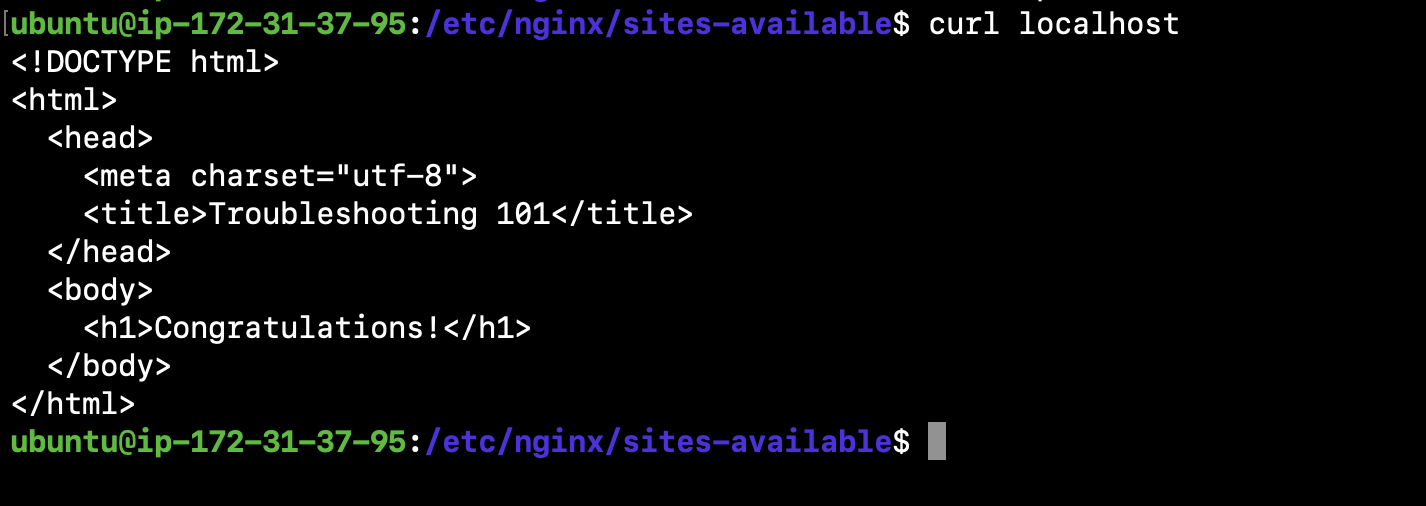 [ubuntu@ip-172-31-37-95:/etc/nginx/sites-available$ curl localhost
<!DOCTYPE html>
<html>
  <head>
    <meta charset="utf-8">
    <title>Troubleshooting 101</title>
  </head>
  <body>
    <h1>Congratulations!</h1>
  </body>
</html>
ubuntu@ip-172-31-37-95:/etc/nginx/sites-available$